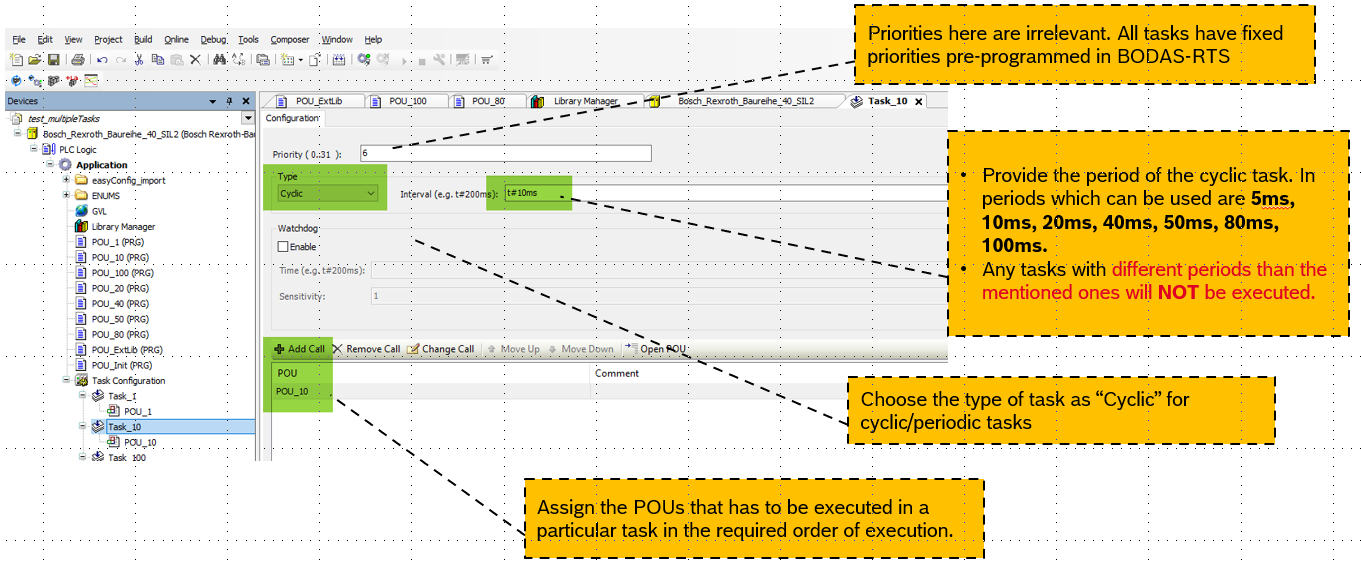 File Edit View Project Build Online Debug Tools Composer Window Help
Devices
test_multipleTasks
Bosch_Rexroth_Baureihe_40_SIL2 (Bosch Rexroth-Bau
PLC Logic
Application
easyConfig_import
ENUMS
GVL
Library Manager
POU_1 (PRG)
POU_10 (PRG)
POU_100 (PRG)
POU_20 (PRG)
POU_40 (PRG)
POU_50 (PRG)
POU_80 (PRG)
POU_ExtLib (PRG)
POU_Init (PRG)
Task Configuration
Task_1
POU_1
Task_10
POU_10
Task_100
POU_ExtLib POU_100 POU_80 Library Manager Bosch_Rexroth_Baureihe_40_SIL2 Task_10
Configuration
Priority ( 0..31 ): 6
Type
Cyclic Interval (e.g. t#200ms): t#10ms
Watchdog
Enable
Time (e.g. t#200ms):
Sensitivity: 1
Add Call Remove Call Change Call Move Up Move Down Open POU
POU Comment
POU_10
Priorities here are irrelevant. All tasks have fixed
priorities pre-programmed in BODAS-RTS
• Provide the period of the cyclic task. In
periods which can be used are 5ms,
10ms, 20ms, 40ms, 50ms, 80ms,
100ms.
• Any tasks with different periods than the
mentioned ones will NOT be executed.
Choose the type of task as “Cyclic” for
cyclic/periodic tasks
Assign the POUs that has to be executed in a
particular task in the required order of execution.